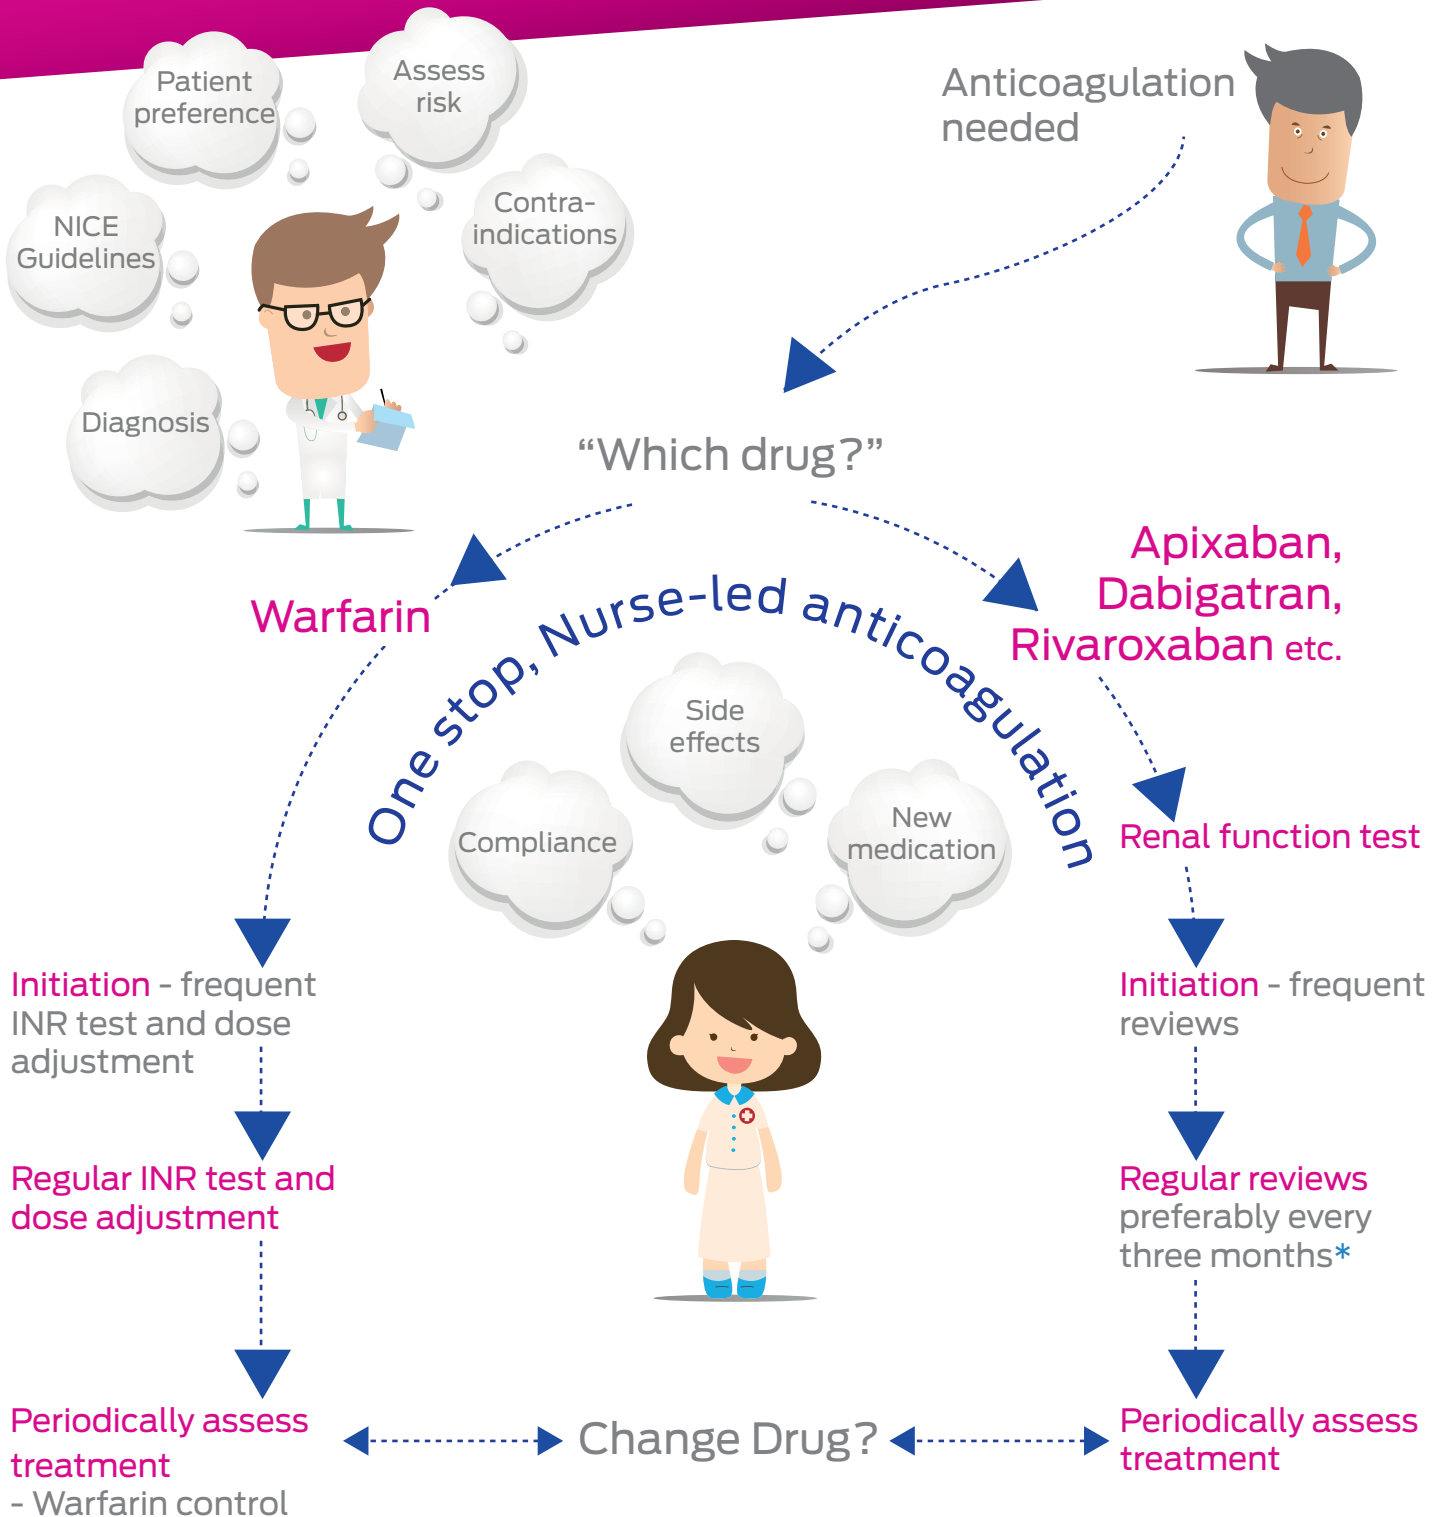 Patient
preference
Assess
risk
NICE
Guidelines
Contra-
indications
Diagnosis
Anticoagulation
needed
“Which drug?”
Warfarin
Apixaban,
Dabigatran,
Rivaroxaban etc.
One stop, Nurse-led anticoagulation
Side
effects
Compliance
New
medication
Renal function test
Initiation - frequent
INR test and dose
adjustment
Initiation - frequent
reviews
Regular INR test and
dose adjustment
Regular reviews
preferably every
three months*
Periodically assess
treatment
- Warfarin control
Change Drug?
Periodically assess
treatment